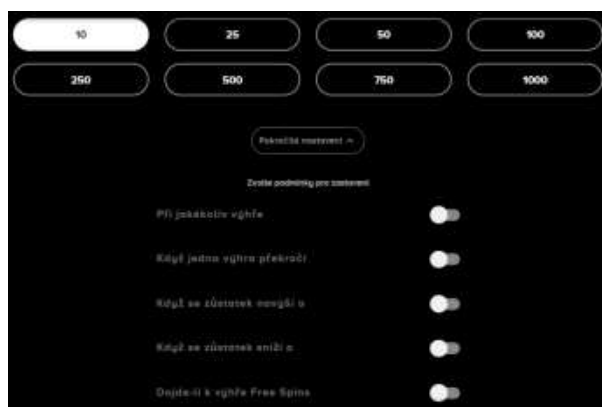 10 25 50 100
250 500 750 1000
Pokročilé nastavení
Zvolte podmínky pro zastavení
Při jakékoliv výhře
Když jedna výhra překročí
Když se zůstatek navýší o
Když se zůstatek sníží o
Dojde-li k výhře Free Spins